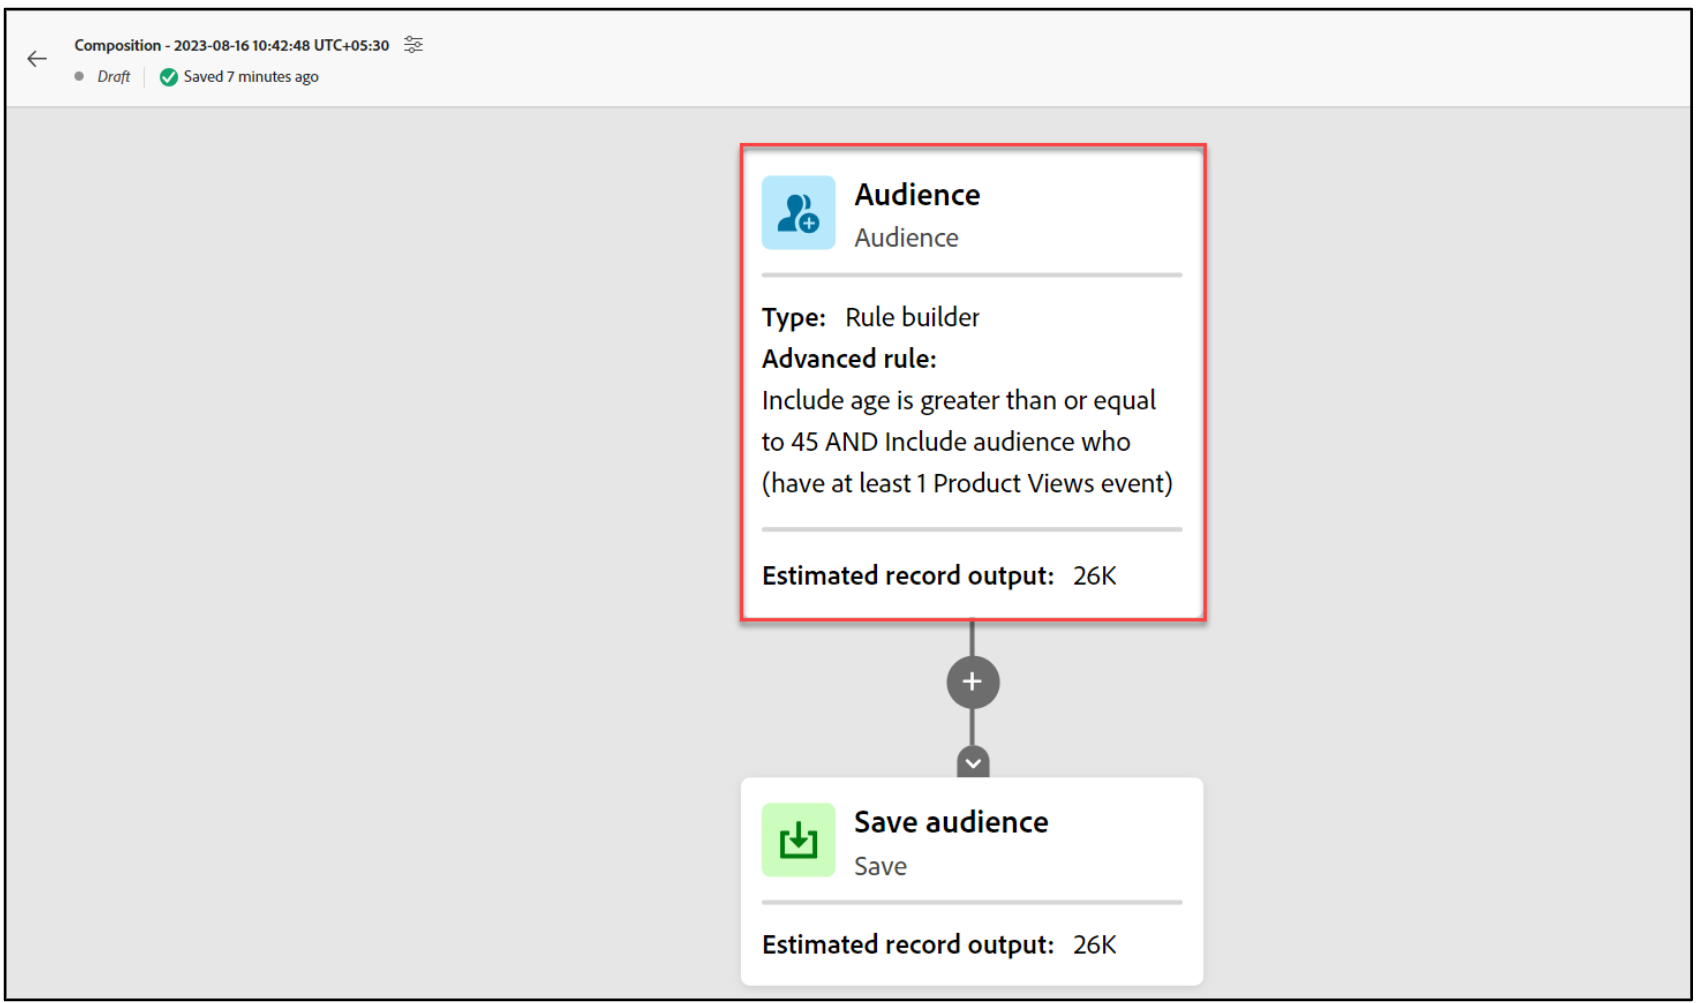 Composition - 2023-08-16 10:42:48 UTC+05:30
Draft
Saved 7 minutes ago
Audience
Audience
Type: Rule builder
Advanced rule:
Include age is greater than or equal
to 45 AND Include audience who
(have at least 1 Product Views event)
Estimated record output: 26K
Save audience
Save
Estimated record output: 26K